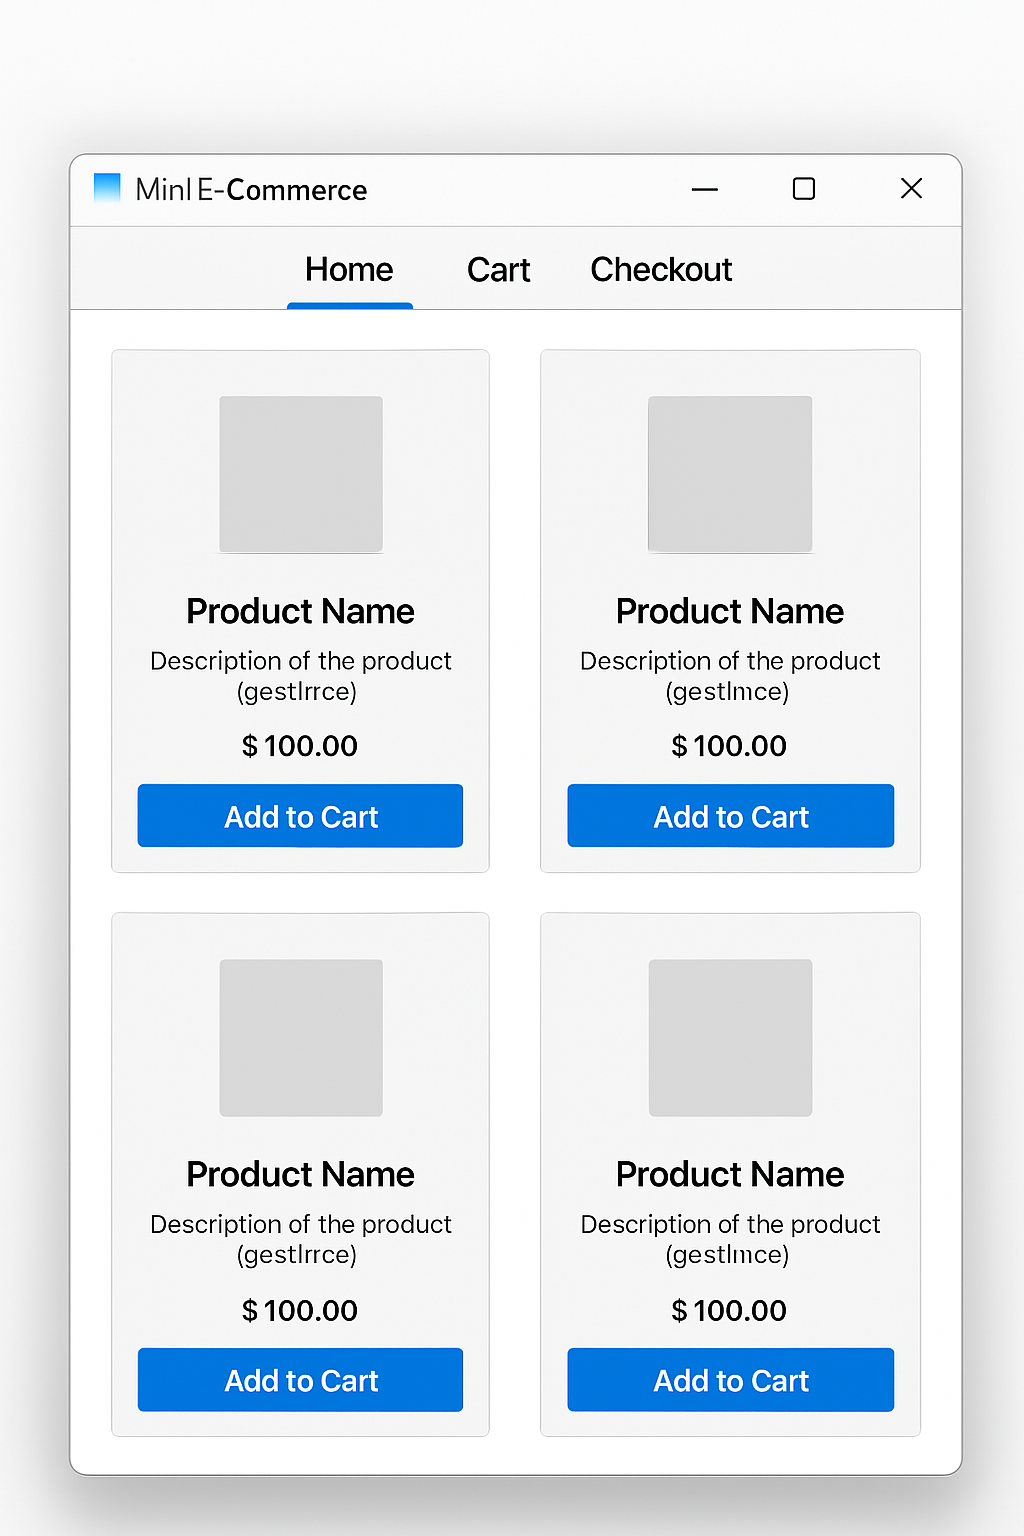 MinI E-Commerce
Home Cart Checkout
Product Name
Description of the product
(gestlrrce)
$ 100.00
Add to Cart
Product Name
Description of the product
(gestlmce)
$ 100.00
Add to Cart
Product Name
Description of the product
(gestlrrce)
$ 100.00
Add to Cart
Product Name
Description of the product
(gestlmce)
$ 100.00
Add to Cart